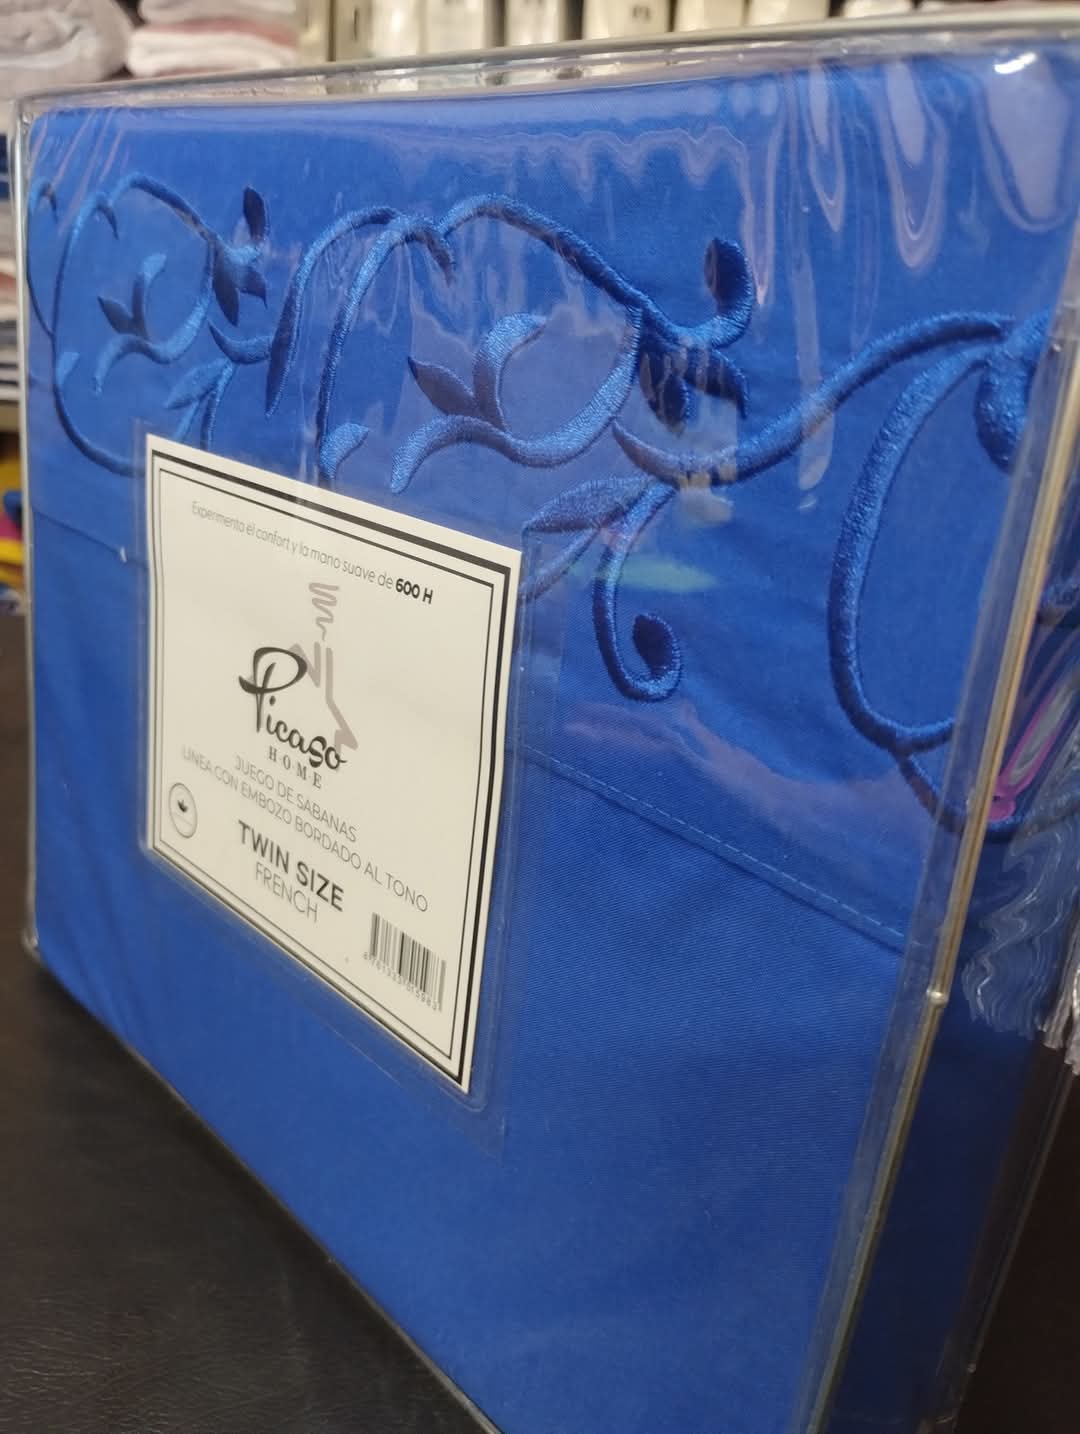 Experimenta el confort y la mano suave de 600 H
Picaso
HOME
JUEGO DE SABANAS
LINEA CON EMBOZO BORDADO AL TONO
TWIN SIZE
FRENCH